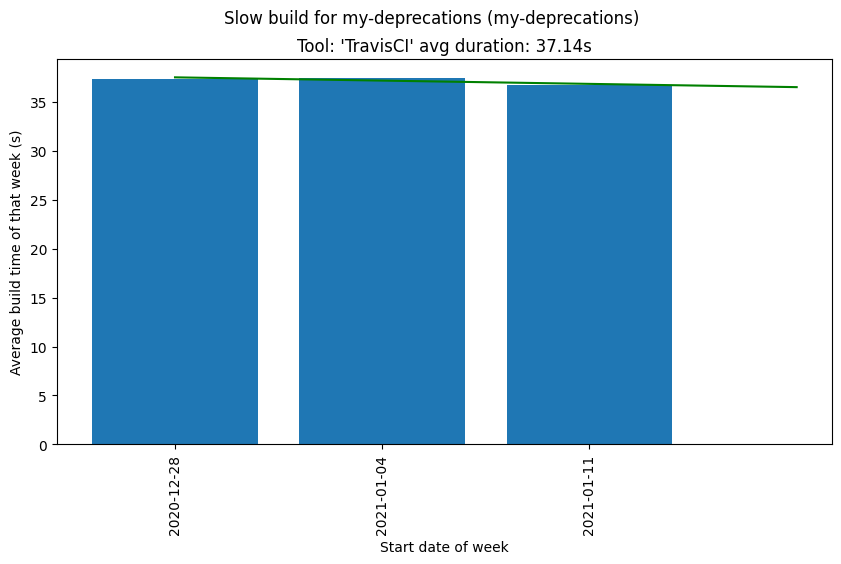 Slow build for my-deprecations (my-deprecations)
Tool: 'TravisCI' avg duration: 37.14s
Average build time of that week (s)
35
30
25
20
15
10
5
0
2020-12-28
2021-01-04
2021-01-11
Start date of week